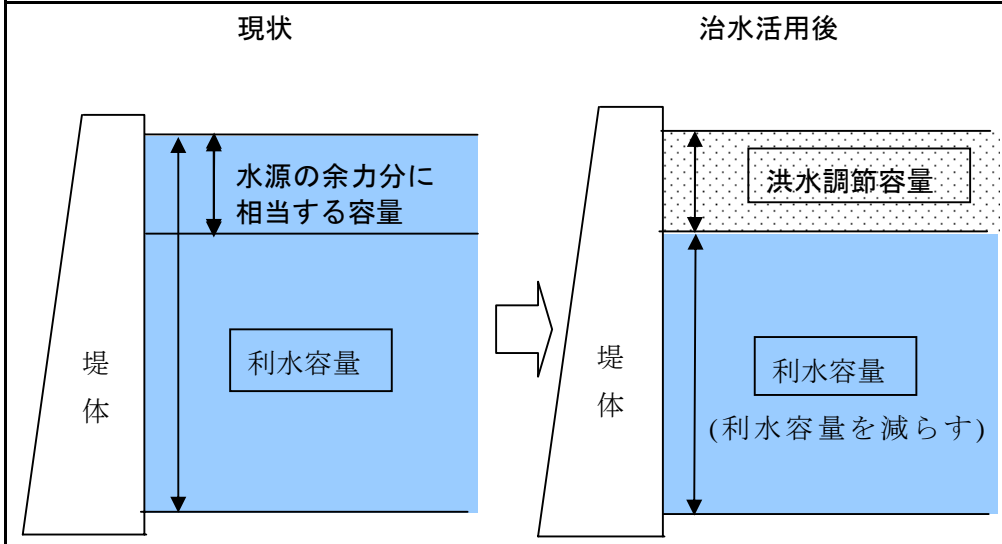 現状
水源の余力分に
相当する容量
利水容量
堤
体
治水活用後
洪水調節容量
利水容量
(利水容量を減らす)
堤
体